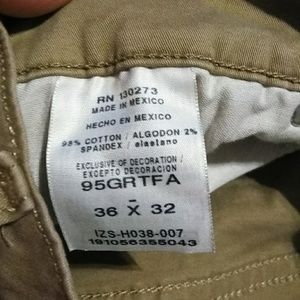 RN 130273
MADE IN MEXICO
HECHO EN MEXICO
98% COTTON / ALGODON 2%
SPANDEX / elastano
EXCLUSIVE OF DECORATION /
EXCEPTO DECORACION
95GRTFA
-
36 X 32
IZS-H038-007
191056355043